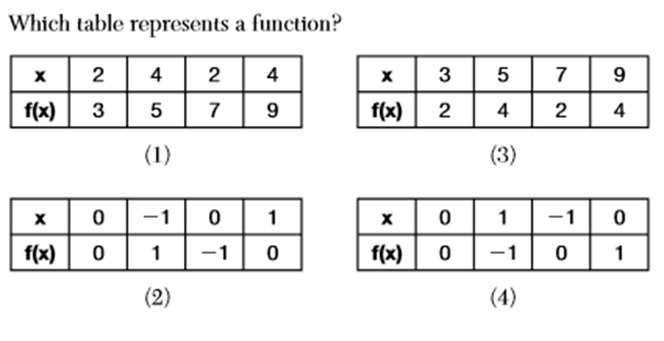 Which table represents a function?
x 2 4 2 4
f(x) 3 5 7 9
(1)
x 3 5 7 9
f(x) 2 4 2 4
(3)
x 0 −1 0 1
f(x) 0 1 −1 0
(2)
x 0 1 −1 0
f(x) 0 −1 0 1
(4)